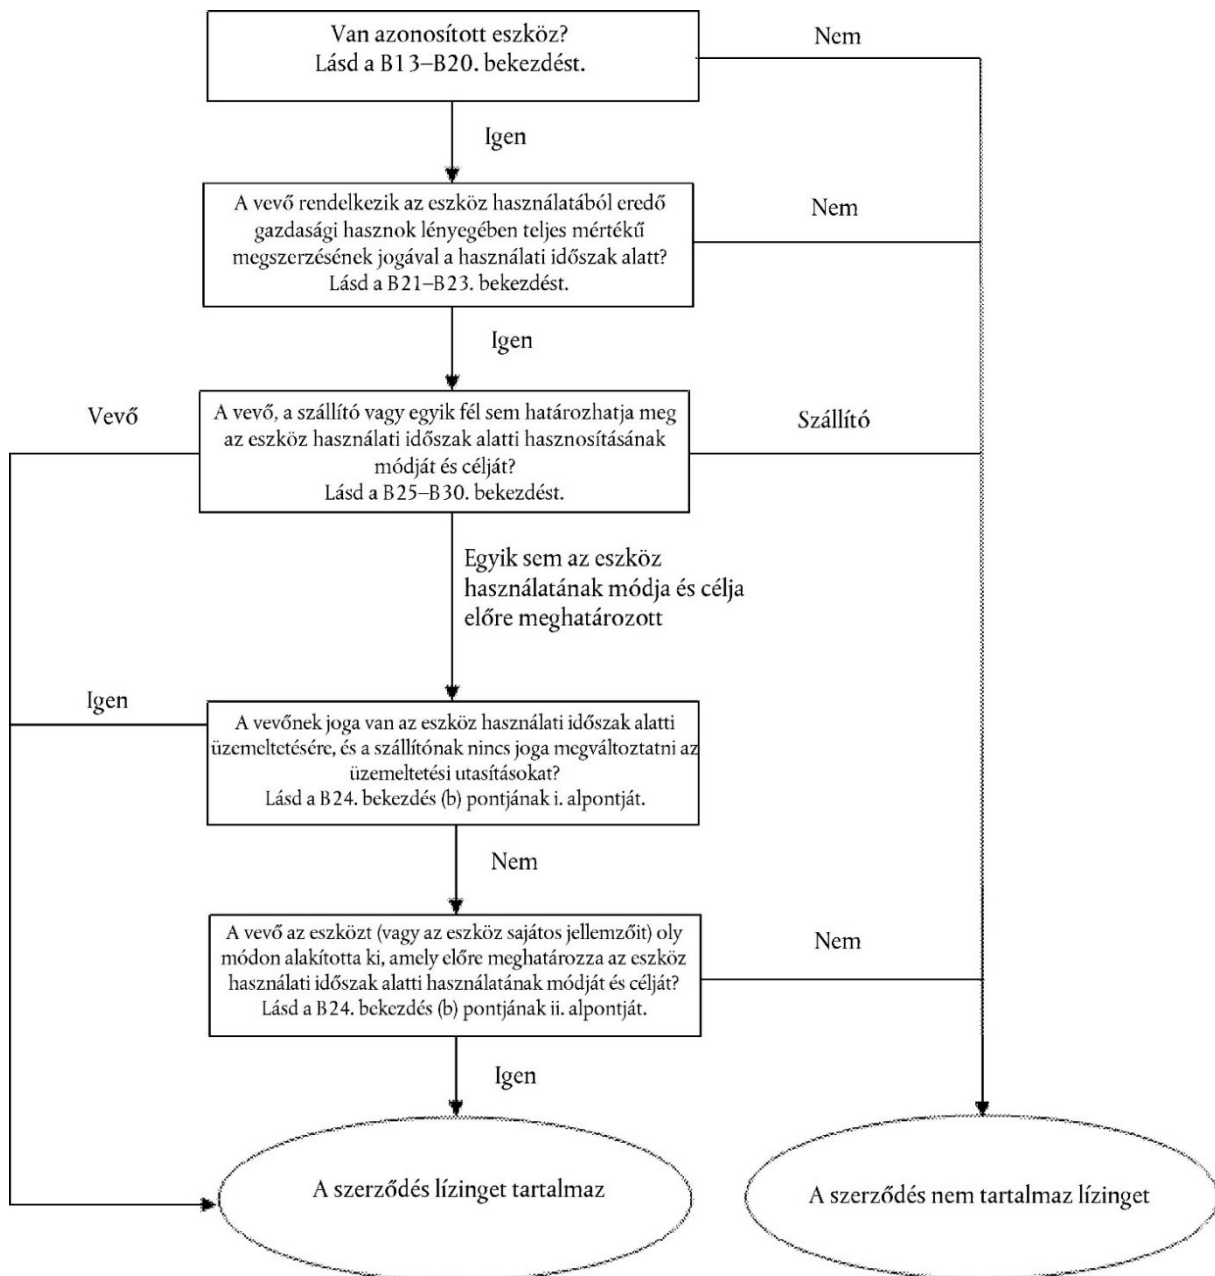 Van azonosított eszköz?
Lásd a B13–B20. bekezdést.
Nem
Igen
A vevő rendelkezik az eszköz használatából eredő
gazdasági hasznok lényegében teljes mértékű
megszerzésének jogával a használati időszak alatt?
Lásd a B21–B23. bekezdést.
Nem
Igen
Vevő
A vevő, a szállító vagy egyik fél sem határozhatja meg
az eszköz használati időszak alatti hasznosításának
módját és célját?
Lásd a B25–B30. bekezdést.
Szállító
Egyik sem az eszköz
használatának módja és célja
előre meghatározott
Igen
A vevőnek joga van az eszköz használati időszak alatti
üzemeltetésére, és a szállítónak nincs joga megváltoztatni az
üzemeltetési utasításokat?
Lásd a B24. bekezdés (b) pontjának i. alpontját.
Nem
A vevő az eszközt (vagy az eszköz sajátos jellemzőit) oly
módon alakította ki, amely előre meghatározza az eszköz
használati időszak alatti használatának módját és célját?
Lásd a B24. bekezdés (b) pontjának ii. alpontját.
Nem
Igen
A szerződés lízinget tartalmaz
A szerződés nem tartalmaz lízinget